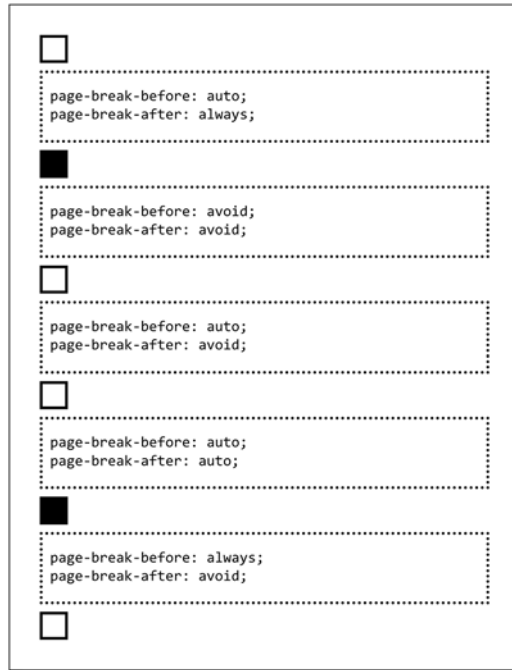 page-break-before: auto;
page-break-after: always;
page-break-before: avoid;
page-break-after: avoid;
page-break-before: auto;
page-break-after: avoid;
page-break-before: auto;
page-break-after: auto;
page-break-before: always;
page-break-after: avoid;